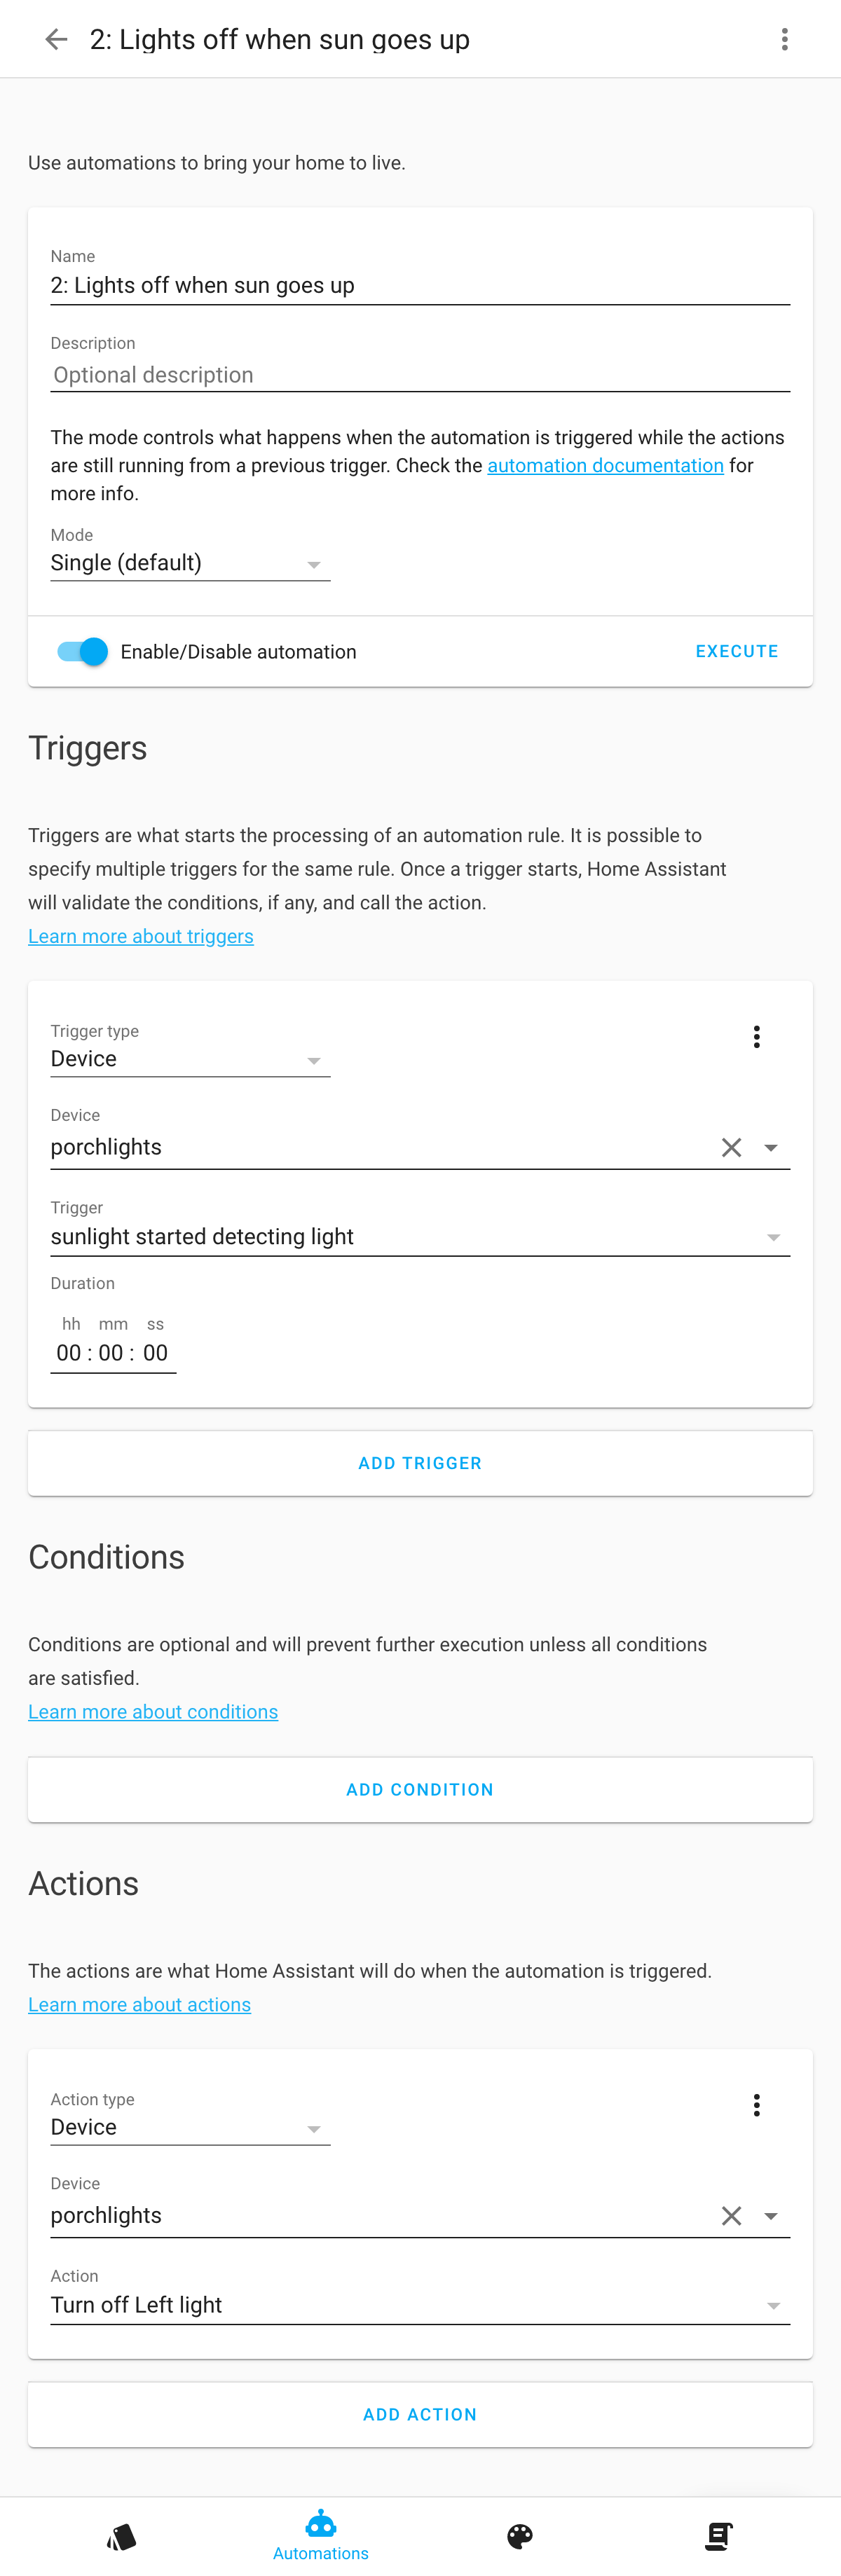 2: Lights off when sun goes up
Use automations to bring your home to live.
Name
2: Lights off when sun goes up
Description
Optional description
The mode controls what happens when the automation is triggered while the actions
are still running from a previous trigger. Check the automation documentation for
more info.
Mode
Single (default)
Enable/Disable automation
EXECUTE
Triggers
Triggers are what starts the processing of an automation rule. It is possible to
specify multiple triggers for the same rule. Once a trigger starts, Home Assistant
will validate the conditions, if any, and call the action.
Learn more about triggers
Trigger type
Device
Device
porchlights
Trigger
sunlight started detecting light
Duration
hh mm ss
00 : 00 : 00
ADD TRIGGER
Conditions
Conditions are optional and will prevent further execution unless all conditions
are satisfied.
Learn more about conditions
ADD CONDITION
Actions
The actions are what Home Assistant will do when the automation is triggered.
Learn more about actions
Action type
Device
Device
porchlights
Action
Turn off Left light
ADD ACTION
Automations